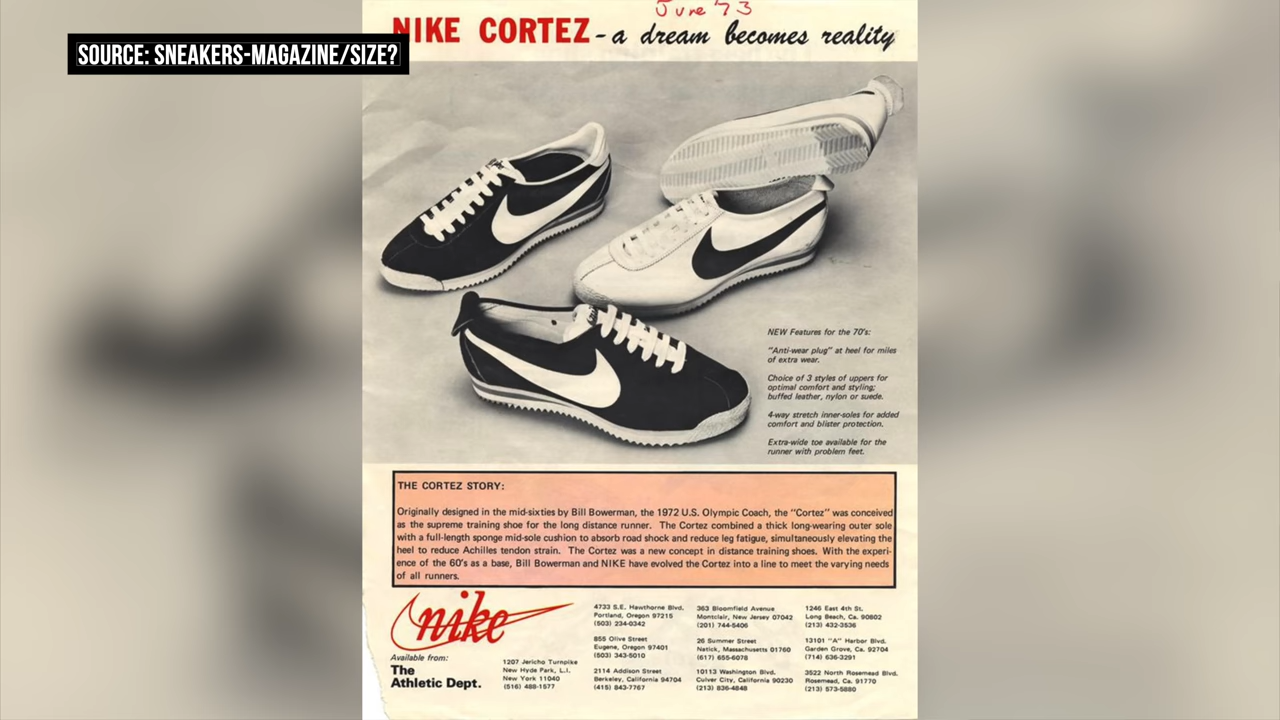 SOURCE: SNEAKERS-MAGAZINE/SIZE?
June 73
NIKE CORTEZ - a dream becomes reality
NEW Features for the 70's:
"Anti-wear plug" at heel for miles
of extra wear.
Choice of 3 styles of uppers for
optimal comfort and styling;
buffed leather, nylon or suede.
4-way stretch inner-soles for added
comfort and blister protection.
Extra-wide toe available for the
runner with problem feet.
THE CORTEZ STORY:
Originally designed in the mid-sixties by Bill Bowerman, the 1972 U.S. Olympic Coach, the "Cortez" was conceived
as the supreme training shoe for the long distance runner. The Cortez combined a thick long-wearing outer sole
with a full-length sponge mid-sole cushion to absorb road shock and reduce leg fatigue, simultaneously elevating the
heel to reduce Achilles tendon strain. The Cortez was a new concept in distance training shoes. With the experi-
ence of the 60's as a base, Bill Bowerman and NIKE have evolved the Cortez into a line to meet the varying needs
of all runners.
nike
Available from:
The
Athletic Dept.
1207 Jericho Turnpike
New Hyde Park, L.I.
New York 11040
(516) 488-1577
4733 S.E. Hawthorne Blvd.
Portland, Oregon 97215
(503) 234-0342
855 Olive Street
Eugene, Oregon 97401
(503) 343-5010
2114 Addison Street
Berkeley, California 94704
(415) 843-7767
363 Bloomfield Avenue
Montclair, New Jersey 07042
(201) 744-5406
26 Summer Street
Natick, Massachusetts 01760
(617) 655-6078
10113 Washington Blvd.
Culver City, California 90230
(213) 836-4848
1246 East 4th St.
Long Beach, Ca. 90802
(213) 432-3536
13101 "A" Harbor Blvd.
Garden Grove, Ca. 92704
(714) 636-3291
3522 North Rosemead Blvd.
Rosemead, Ca. 91770
(213) 573-5880